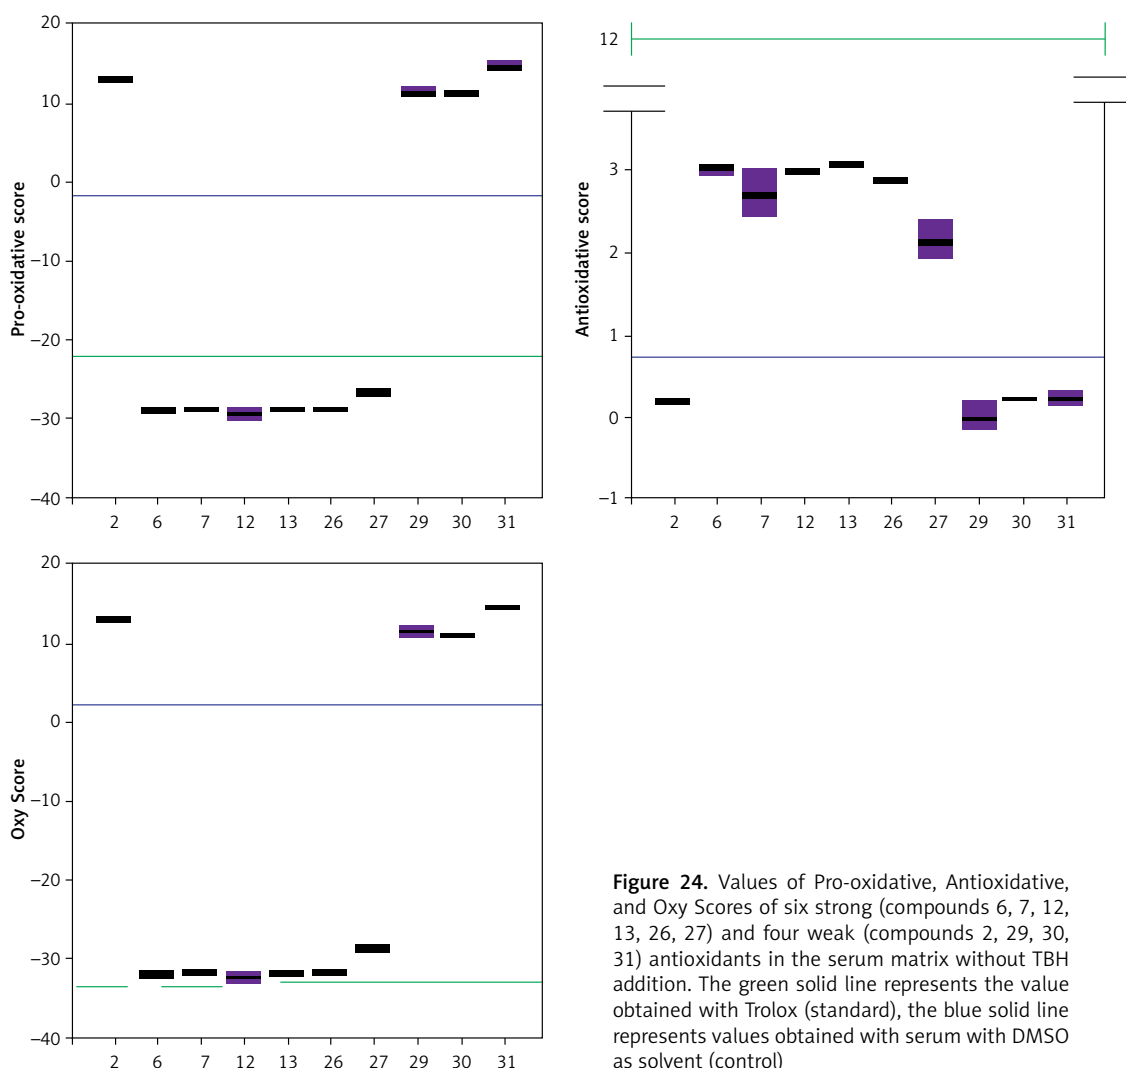 20
10
0
−10
−20
−30
−40
Pro-oxidative score
2 6 7 12 13 26 27 29 30 31
12
3
2
1
0
−1
Antioxidative score
2 6 7 12 13 26 27 29 30 31
20
10
0
−10
−20
−30
−40
Oxy Score
2 6 7 12 13 26 27 29 30 31
Figure 24. Values of Pro-oxidative, Antioxidative,
and Oxy Scores of six strong (compounds 6, 7, 12,
13, 26, 27) and four weak (compounds 2, 29, 30,
31) antioxidants in the serum matrix without TBH
addition. The green solid line represents the value
obtained with Trolox (standard), the blue solid line
represents values obtained with serum with DMSO
as solvent (control)